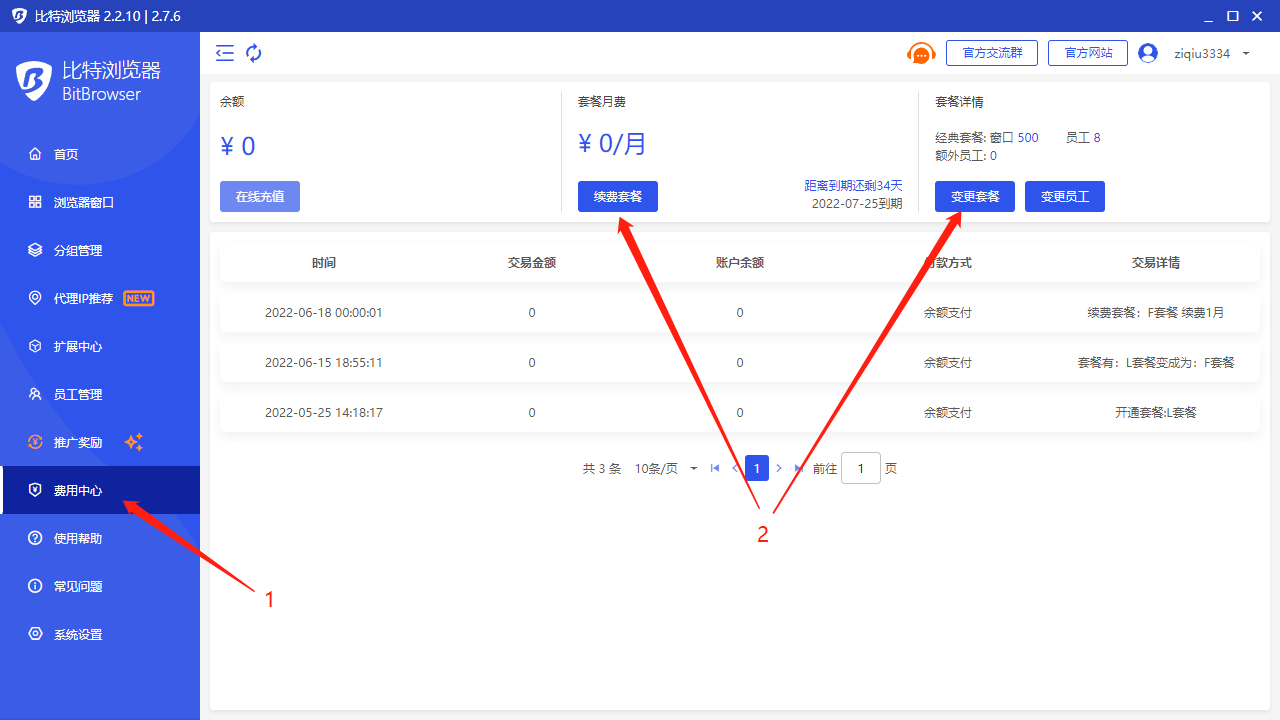 比特浏览器 2.2.10 | 2.7.6
比特浏览器
BitBrowser
首页
浏览器窗口
分组管理
代理IP推荐 NEW
扩展中心
员工管理
推广奖励
费用中心
使用帮助
常见问题
系统设置
官方交流群 官方网站 ziqiu3334
余额
¥ 0
在线充值
套餐月费
¥ 0/月
续费套餐
距离到期还剩34天
2022-07-25到期
套餐详情
经典套餐: 窗口 500 员工 8
额外员工: 0
变更套餐 变更员工
时间 交易金额 账户余额 付款方式 交易详情
2022-06-18 00:00:01 0 0 余额支付 续费套餐：F套餐 续费1月
2022-06-15 18:55:11 0 0 余额支付 套餐有：L套餐变成为：F套餐
2022-05-25 14:18:17 0 0 余额支付 开通套餐:L套餐
共 3 条 10条/页 1 前往 1 页
1
2